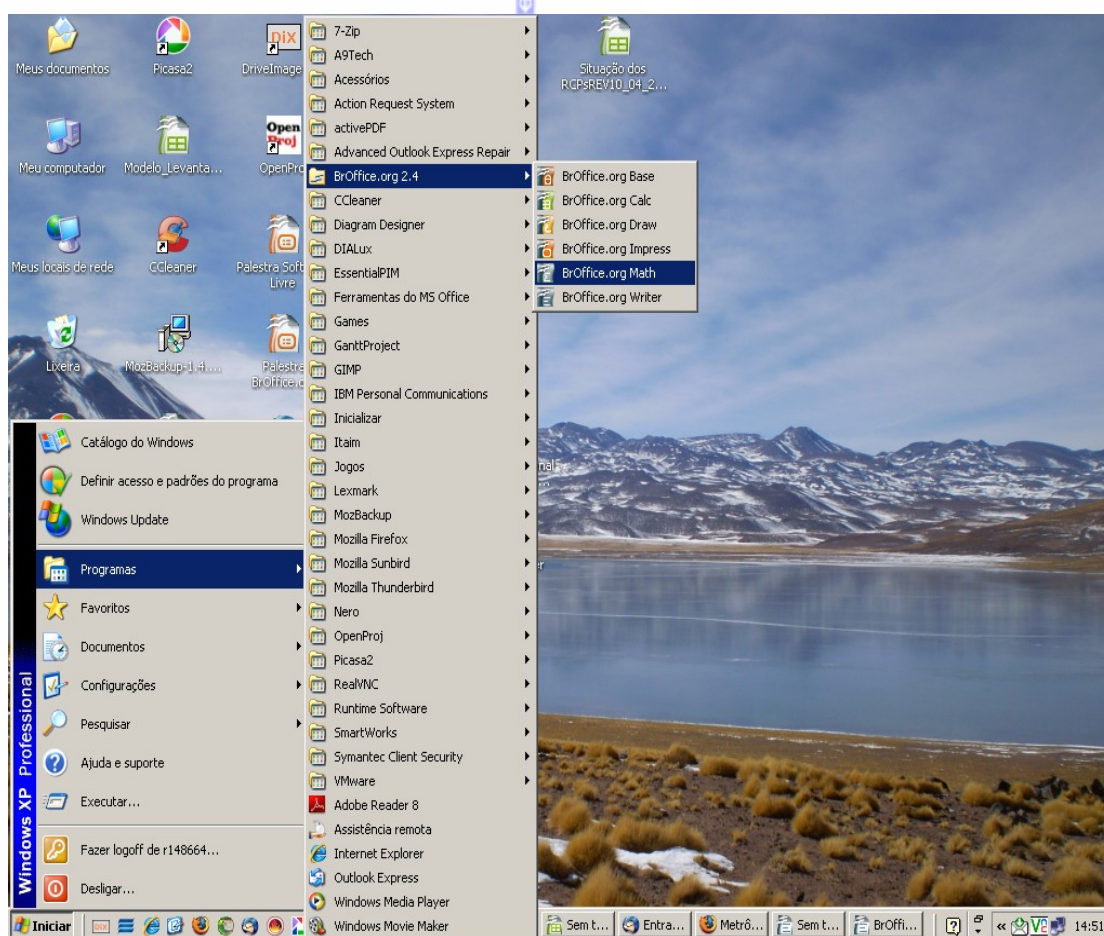 Meus documentos
Picasa2
DiX
DriveImage
Meu computador
Modelo_Levanta...
Open
Proj
Meus locais de rede
CCleaner
Palestra Soft
Livre
Lixeira
MozBackup-1.4....
Palestra
Situação dos
RCPsREV10_04_2...
7-Zip
A9Tech
Acessórios
Action Request System
activePDF
Advanced Outlook Express Repair
BrOffice.org 2.4
CCleaner
Diagram Designer
DIALux
EssentialPIM
Ferramentas do MS Office
Games
GanttProject
GIMP
IBM Personal Communications
Inicializar
Itaim
Jogos
Lexmark
MozBackup
Mozilla Firefox
Mozilla Sunbird
Mozilla Thunderbird
Nero
OpenProj
Picasa2
RealVNC
Runtime Software
SmartWorks
Symantec Client Security
VMware
Adobe Reader 8
Assistência remota
Internet Explorer
Outlook Express
Windows Media Player
Windows Movie Maker
BrOffice.org Base
BrOffice.org Calc
BrOffice.org Draw
BrOffice.org Impress
BrOffice.org Math
BrOffice.org Writer
Catálogo do Windows
Definir acesso e padrões do programa
Windows Update
Programas
Favoritos
Documentos
Configurações
Pesquisar
Ajuda e suporte
Executar...
Fazer logoff de r148664...
Desligar...
Windows XP Professional
Iniciar
Sem t...
Entra...
Metrô...
Sem t...
BrOffi...
14:51